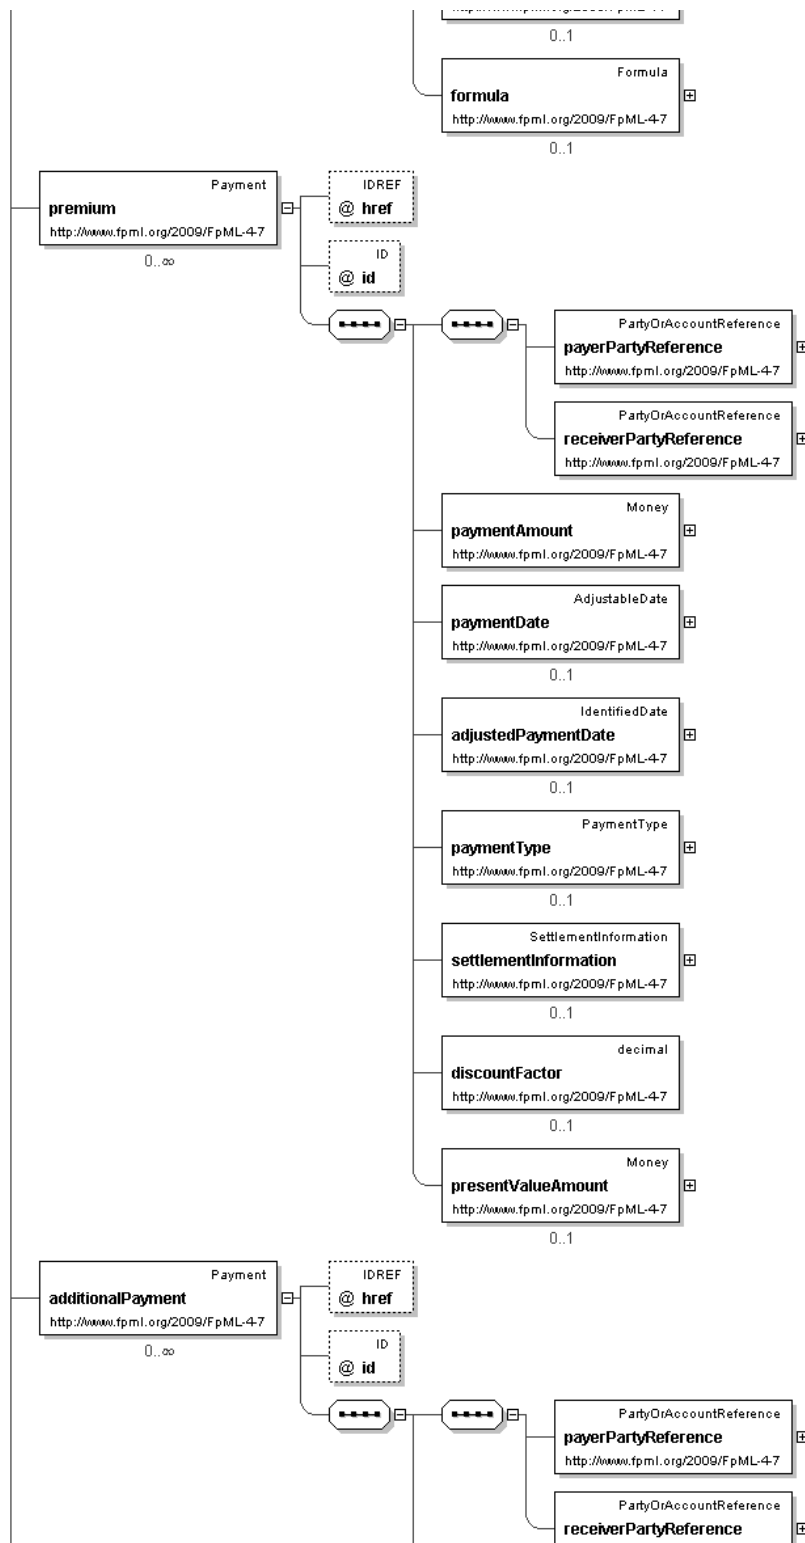 0..1
Formula
formula
http://www.fpml.org/2009/FpML-4-7
0..1
Payment
premium
http://www.fpml.org/2009/FpML-4-7
0..∞
IDREF
@ href
ID
@ id
PartyOrAccountReference
payerPartyReference
http://www.fpml.org/2009/FpML-4-7
PartyOrAccountReference
receiverPartyReference
http://www.fpml.org/2009/FpML-4-7
Money
paymentAmount
http://www.fpml.org/2009/FpML-4-7
AdjustableDate
paymentDate
http://www.fpml.org/2009/FpML-4-7
0..1
IdentifiedDate
adjustedPaymentDate
http://www.fpml.org/2009/FpML-4-7
0..1
PaymentType
paymentType
http://www.fpml.org/2009/FpML-4-7
0..1
SettlementInformation
settlementInformation
http://www.fpml.org/2009/FpML-4-7
0..1
decimal
discountFactor
http://www.fpml.org/2009/FpML-4-7
0..1
Money
presentValueAmount
http://www.fpml.org/2009/FpML-4-7
0..1
Payment
additionalPayment
http://www.fpml.org/2009/FpML-4-7
0..∞
IDREF
@ href
ID
@ id
PartyOrAccountReference
payerPartyReference
http://www.fpml.org/2009/FpML-4-7
PartyOrAccountReference
receiverPartyReference